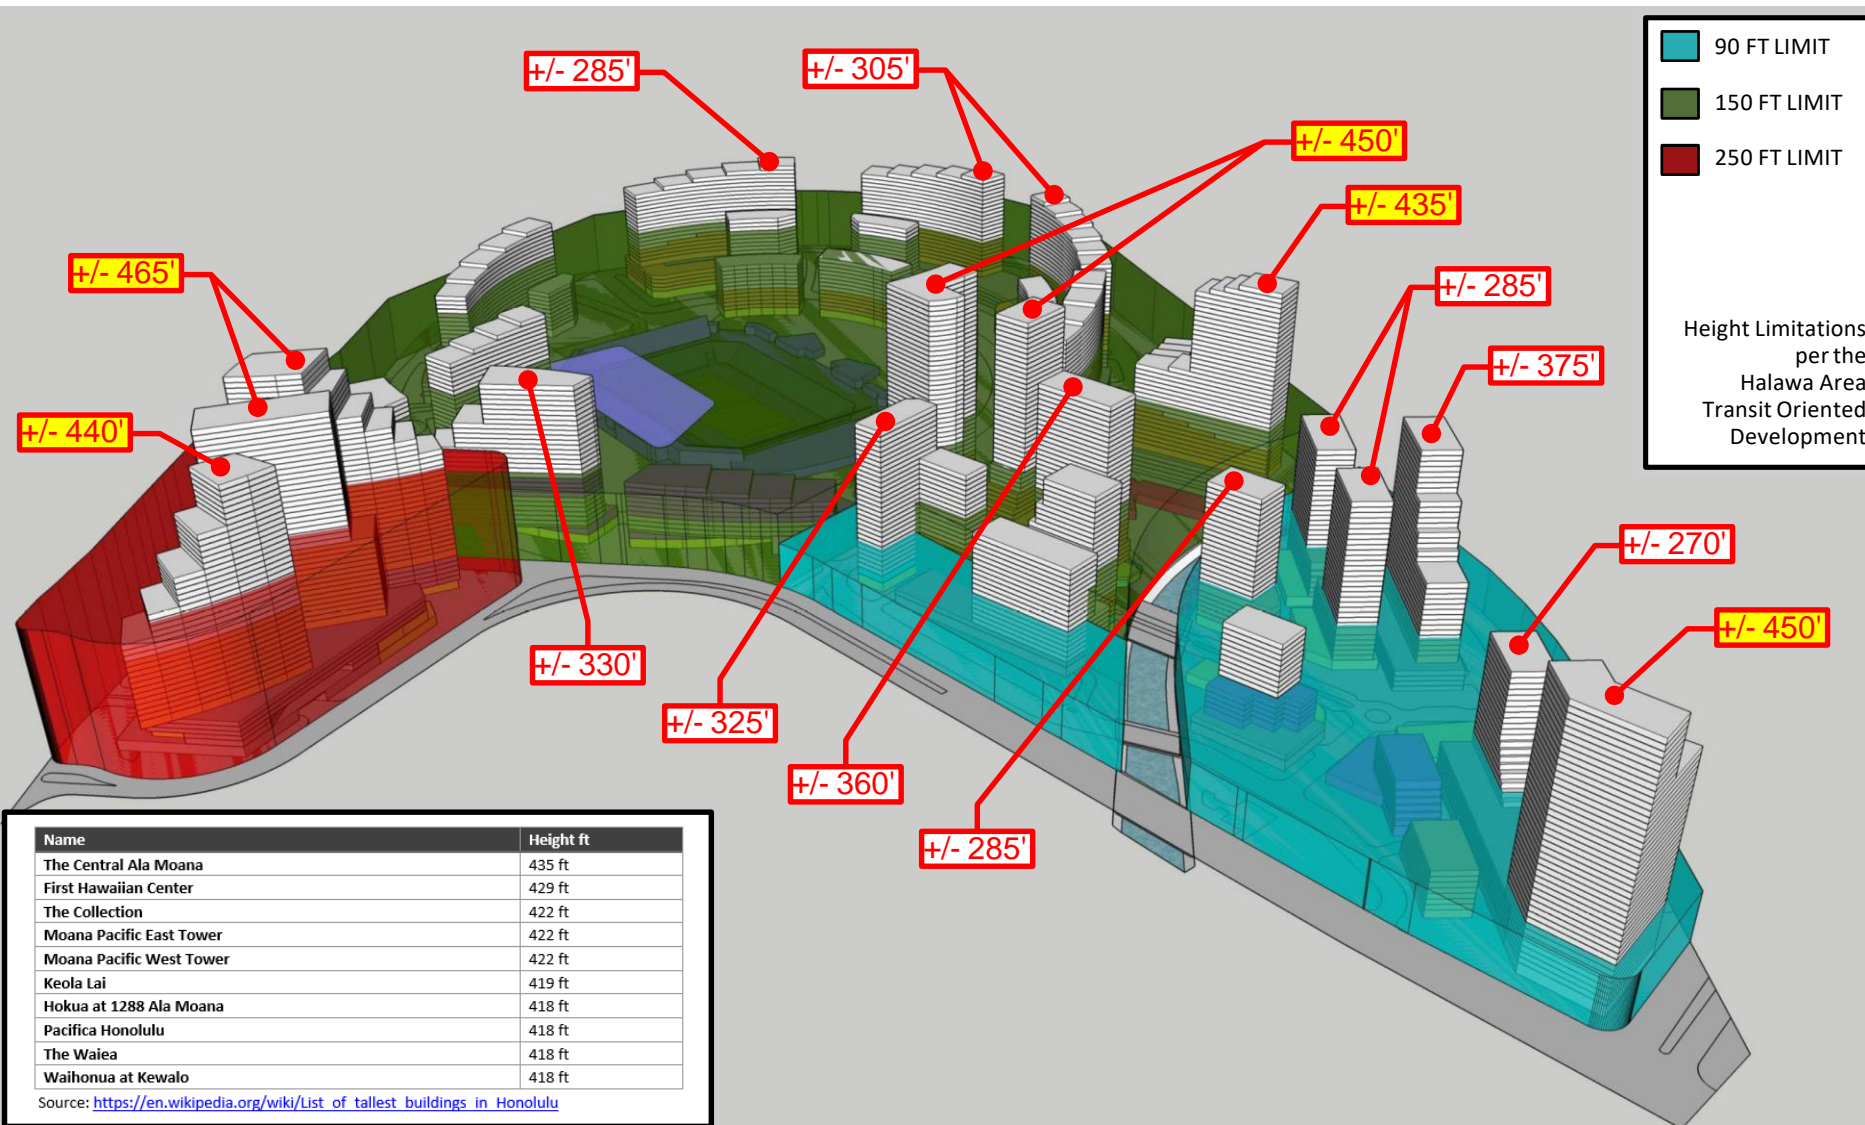 +/- 285'
+/- 305'
+/- 450'
+/- 435'
+/- 465'
+/- 285'
+/- 375'
+/- 440'
+/- 270'
+/- 450'
+/- 330'
+/- 325'
+/- 360'
+/- 285'
90 FT LIMIT
150 FT LIMIT
250 FT LIMIT
Height Limitations
per the
Halawa Area
Transit Oriented
Development
Name Height ft
The Central Ala Moana 435 ft
First Hawaiian Center 429 ft
The Collection 422 ft
Moana Pacific East Tower 422 ft
Moana Pacific West Tower 422 ft
Keola Lai 419 ft
Hokua at 1288 Ala Moana 418 ft
Pacifica Honolulu 418 ft
The Waiea 418 ft
Waihonua at Kewalo 418 ft
Source: https://en.wikipedia.org/wiki/List_of_tallest_buildings_in_Honolulu